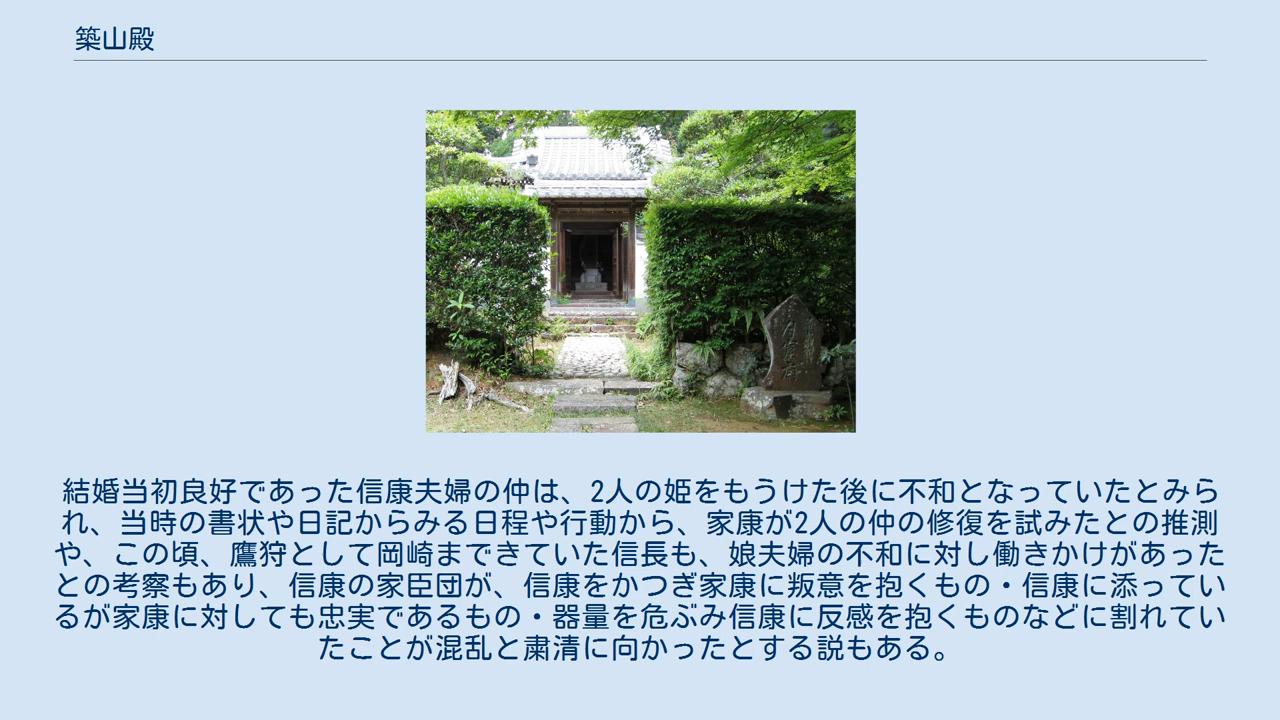 築山殿
結婚当初良好であった信康夫婦の仲は、2人の姫をもうけた後に不和となっていたとみら
れ、当時の書状や日記からみる日程や行動から、家康が2人の仲の修復を試みたとの推測
や、この頃、鷹狩として岡崎まできていた信長も、娘夫婦の不和に対し働きかけがあった
との考察もあり、信康の家臣団が、信康をかつぎ家康に叛意を抱くもの・信康に添ってい
るが家康に対しても忠実であるもの・器量を危ぶみ信康に反感を抱くものなどに割れてい
たことが混乱と粛清に向かったとする説もある。